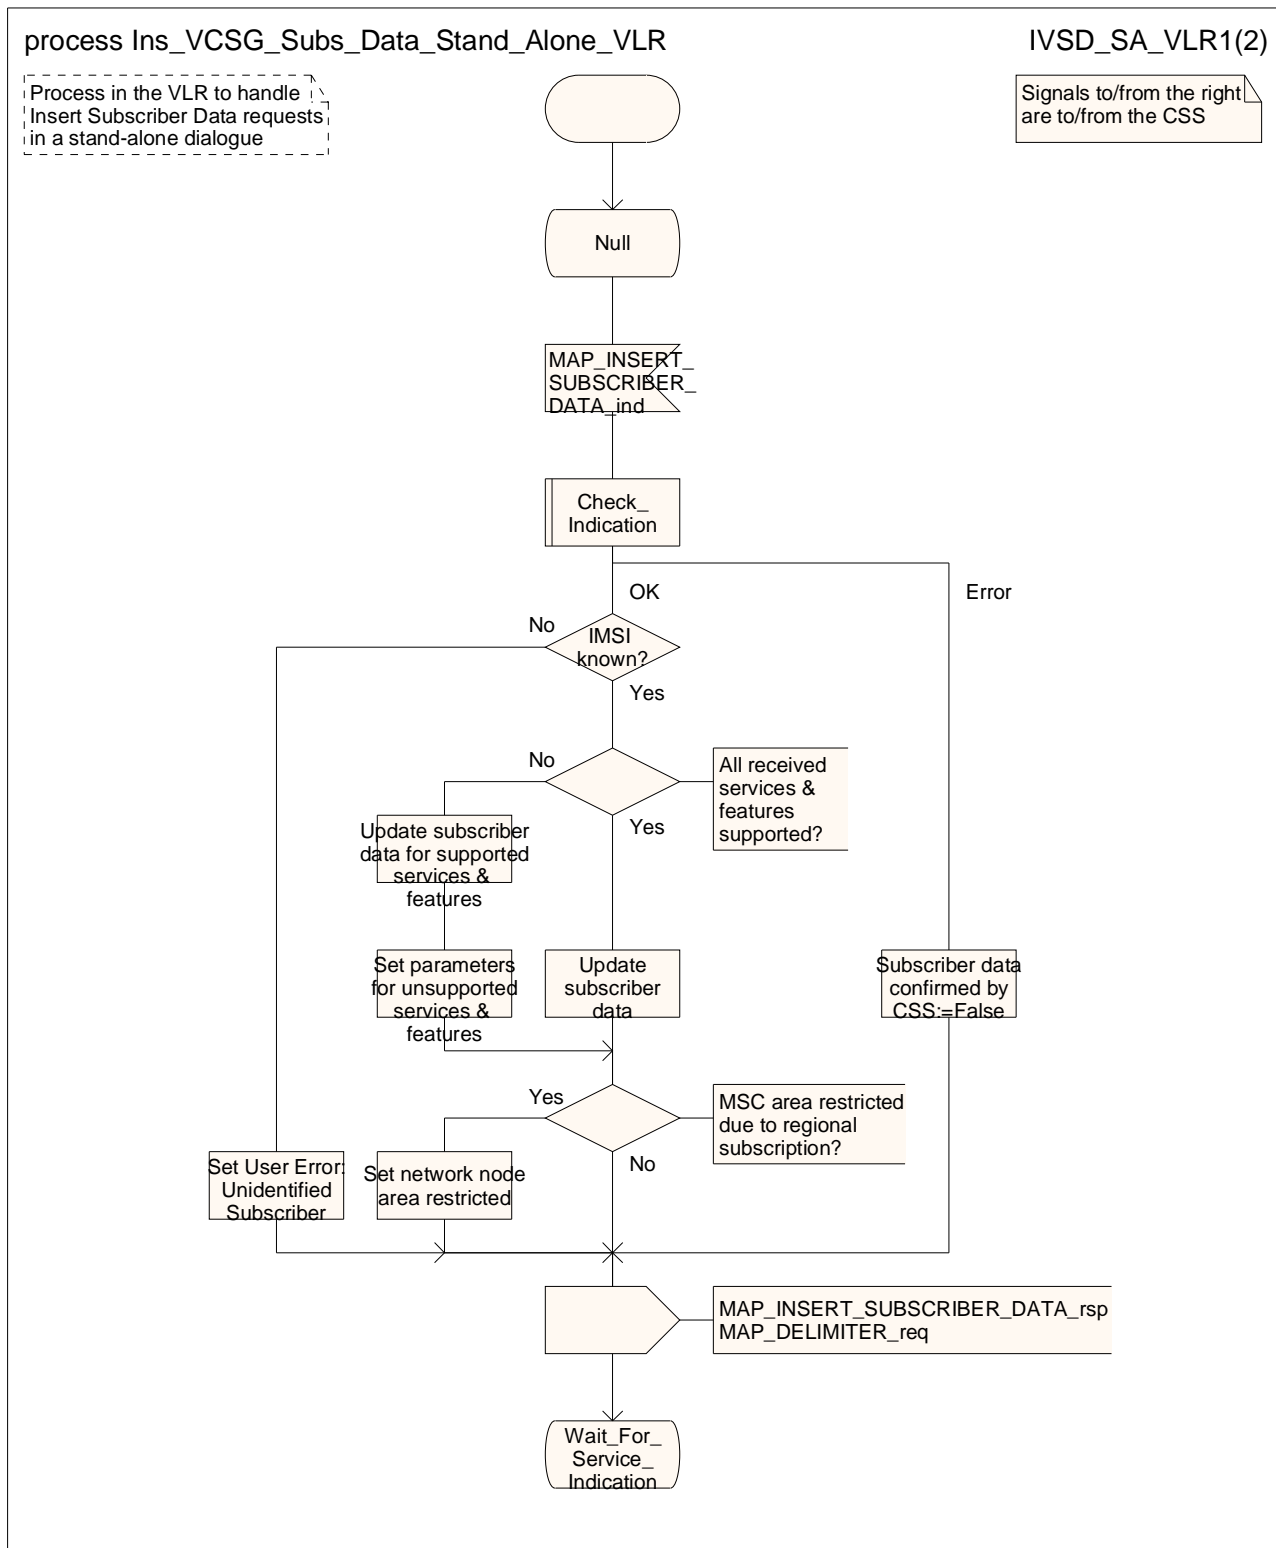 process Ins_VCSG_Subs_Data_Stand_Alone_VLR
IVSD_SA_VLR1(2)
Process in the VLR to handle
Insert Subscriber Data requests
in a stand-alone dialogue
Signals to/from the right
are to/from the CSS
Null
MAP_INSERT_
SUBSCRIBER_
DATA_ind
Check_
Indication
OK
Error
No
IMSI
known?
Yes
No
All received
services &
features
supported?
Yes
Update subscriber
data for supported
services &
features
Set parameters
for unsupported
services &
features
Update
subscriber
data
Subscriber data
confirmed by
CSS:=False
Yes
MSC area restricted
due to regional
subscription?
No
Set User Error:
Unidentified
Subscriber
Set network node
area restricted
MAP_INSERT_SUBSCRIBER_DATA_rsp
MAP_DELIMITER_req
Wait_For_
Service_
Indication